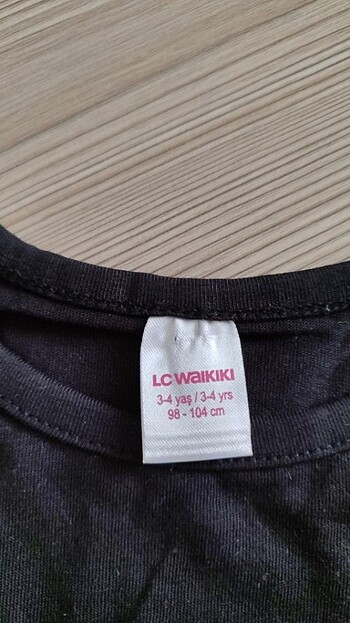 LC WAIKIKI
3-4 yaş / 3-4 yrs
98 - 104 cm